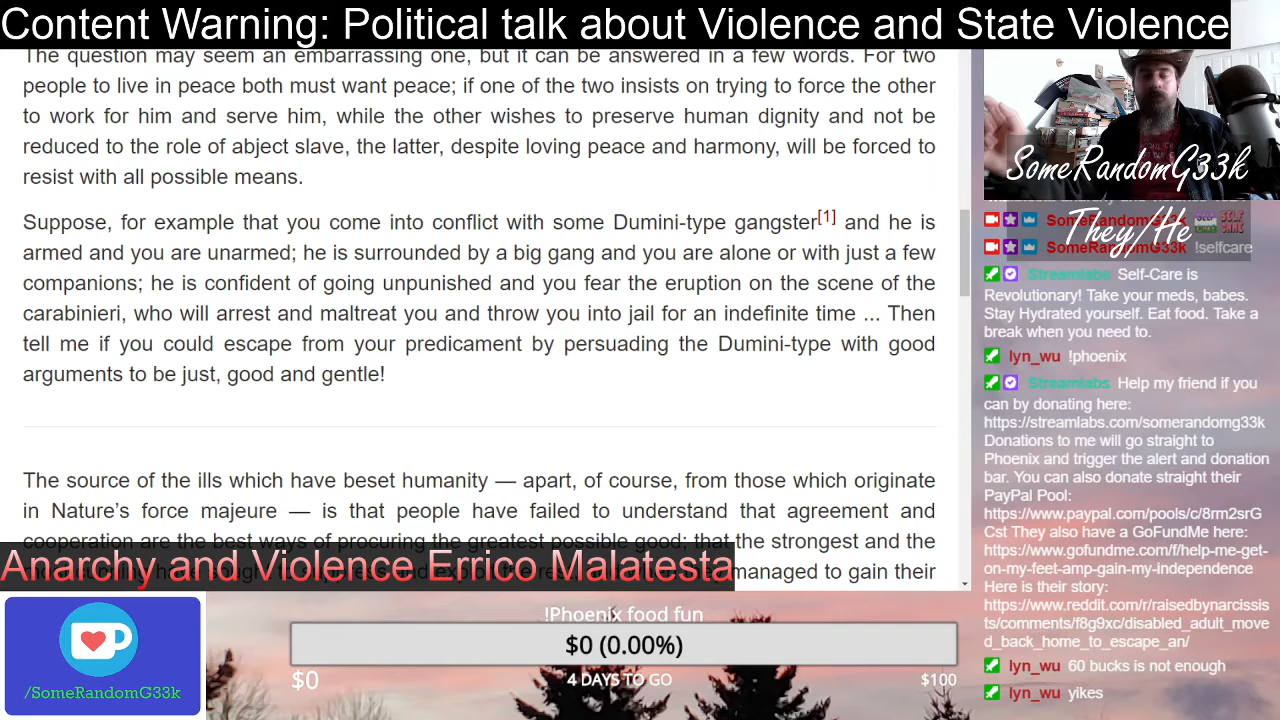 Content Warning: Political talk about Violence and State Violence
The question may seem an embarrassing one, but it can be answered in a few words. For two
people to live in peace both must want peace; if one of the two insists on trying to force the other
to work for him and serve him, while the other wishes to preserve human dignity and not be
reduced to the role of abject slave, the latter, despite loving peace and harmony, will be forced to
resist with all possible means.
Suppose, for example that you come into conflict with some Dumini-type gangster[1] and he is
armed and you are unarmed; he is surrounded by a big gang and you are alone or with just a few
companions; he is confident of going unpunished and you fear the eruption on the scene of the
carabinieri, who will arrest and maltreat you and throw you into jail for an indefinite time ... Then
tell me if you could escape from your predicament by persuading the Dumini-type with good
arguments to be just, good and gentle!
The source of the ills which have beset humanity — apart, of course, from those which originate
in Nature's force majeure — is that people have failed to understand that agreement and
cooperation are the best ways of procuring the greatest possible good; that the strongest and the
managed to gain their
Anarchy and Violence Errico Malatesta
SomeRandomG33k
They/He
SomeRandomG33k
SomeRandomG33k !selfcare
Streamlabs Self-Care is
Revolutionary! Take your meds, babes.
Stay Hydrated yourself. Eat food. Take a
break when you need to.
lyn_wu !phoenix
Streamlabs Help my friend if you
can by donating here:
https://streamlabs.com/somerandomg33k
Donations to me will go straight to
Phoenix and trigger the alert and donation
bar. You can also donate straight their
PayPal Pool:
https://www.paypal.com/pools/c/8rm2srG
Cst They also have a GoFundMe here:
https://www.gofundme.com/f/help-me-get-
on-my-feet-amp-gain-my-independence
Here is their story:
https://www.reddit.com/r/raisedbynarcissis
ts/comments/f8g9xc/disabled_adult_move
d_back_home_to_escape_an/
lyn_wu 60 bucks is not enough
lyn_wu yikes
/SomeRandomG33k
!Phoenix food fun
$0 (0.00%)
$0
4 DAYS TO GO
$100